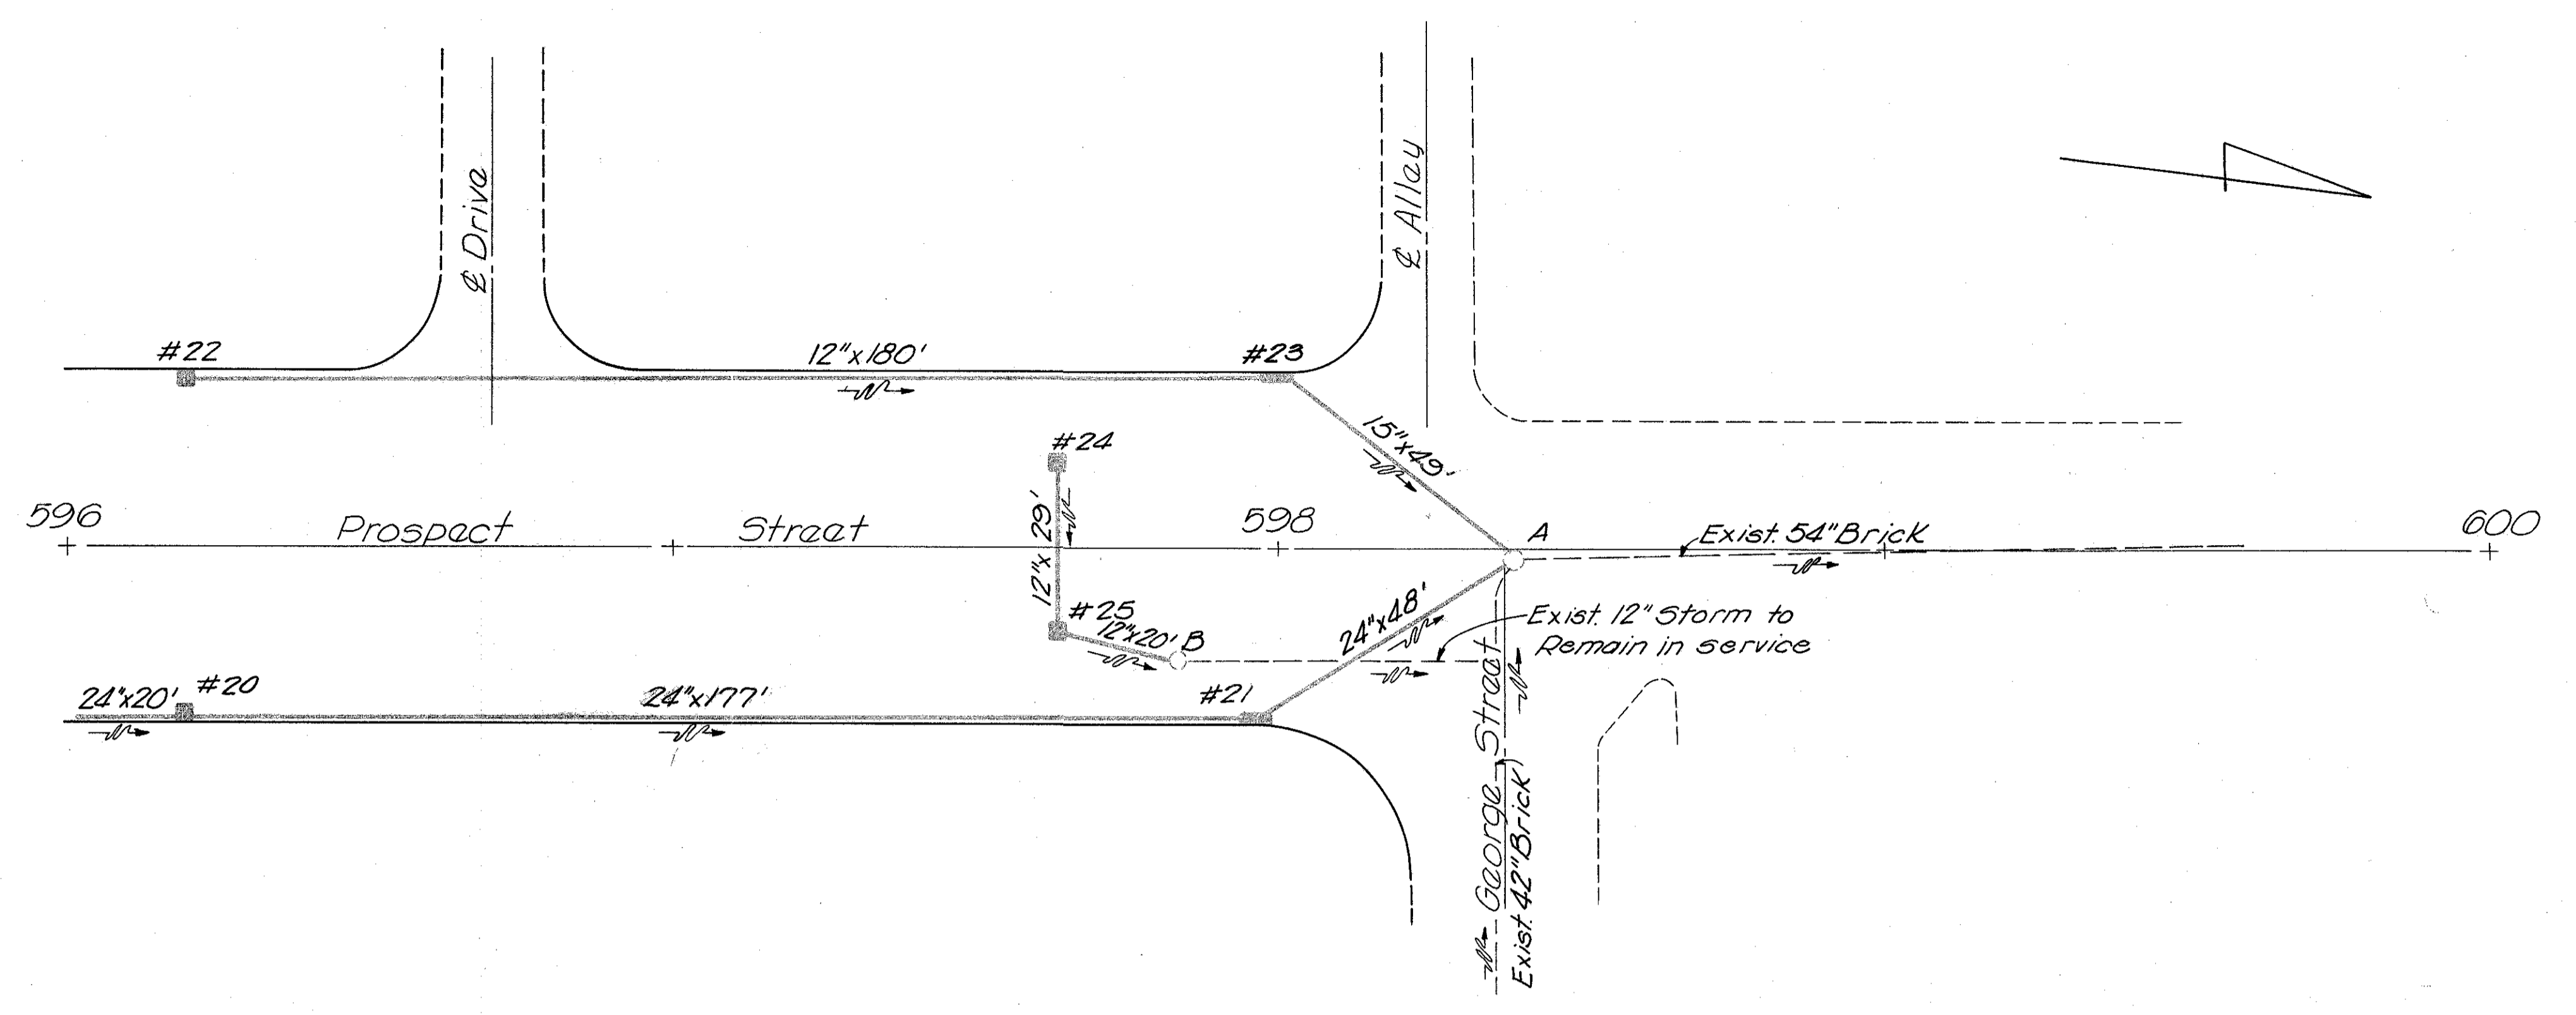 ℄ Drive
℄ Alley
#22
12"x180'
#23
15"x49'
#24
12"x 29'
596
Prospect Street
598
A
Exist. 54" Brick
600
#25
12"x20'
B
24"x48'
Exist. 12" Storm to
Remain in service
24"x20'
#20
24"x177'
#21
George Street
Exist. 42" Brick